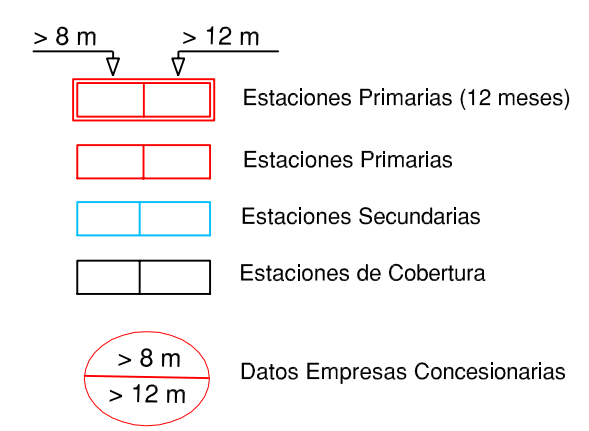 > 8 m > 12 m
Estaciones Primarias (12 meses)
Estaciones Primarias
Estaciones Secundarias
Estaciones de Cobertura
> 8 m
> 12 m
Datos Empresas Concesionarias